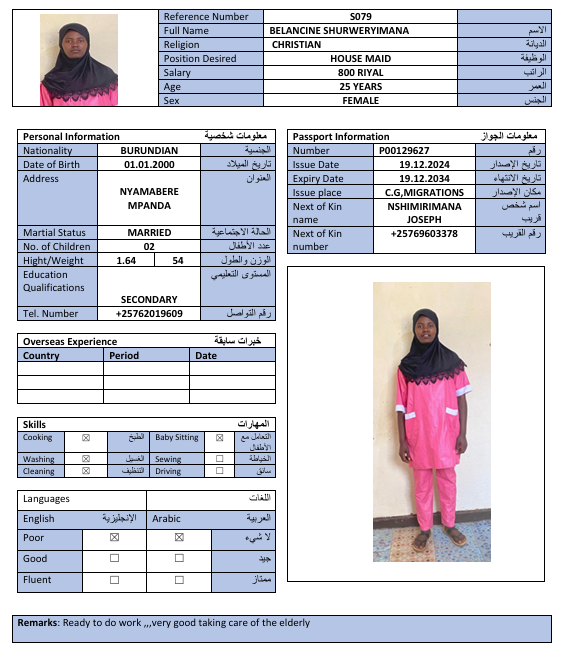 Reference Number S079
Full Name BELANCINE SHURWERYIMANA الاسم
Religion CHRISTIAN الديانة
Position Desired HOUSE MAID الوظيفة
Salary 800 RIYAL الراتب
Age 25 YEARS العمر
Sex FEMALE الجنس
Personal Information معلومات شخصية
Nationality BURUNDIAN الجنسية
Date of Birth 01.01.2000 تاريخ الميلاد
Address العنوان
NYAMABERE
MPANDA
Martial Status MARRIED الحالة الاجتماعية
No. of Children 02 عدد الأطفال
Hight/Weight 1.64 54 الوزن والطول
Education المستوى التعليمي
Qualifications
SECONDARY
Tel. Number +25762019609 رقم التواصل
Passport Information معلومات الجواز
Number P00129627 رقم
Issue Date 19.12.2024 تاريخ الإصدار
Expiry Date 19.12.2034 تاريخ الانتهاء
Issue place C.G,MIGRATIONS مكان الإصدار
Next of Kin NSHIMIRIMANA اسم شخص
name JOSEPH قريب
Next of Kin +25769603378 رقم القريب
number
Overseas Experience خبرات سابقة
Country Period Date
Skills المهارات
Cooking ☒ الطبخ Baby Sitting ☒ التعامل مع
الأطفال
Washing ☒ الغسيل Sewing ☐ الخياطة
Cleaning ☒ التنظيف Driving ☐ سائق
Languages اللغات
English الإنجليزية Arabic العربية
Poor ☒ ☒ لا شيء
Good ☐ ☐ جيد
Fluent ☐ ☐ ممتاز
Remarks: Ready to do work ,,,very good taking care of the elderly